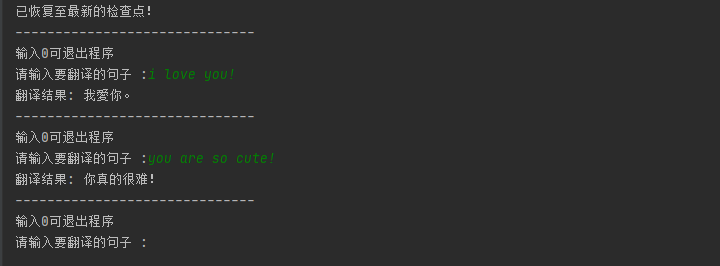 已恢复至最新的检查点!
------------------------------
输入0可退出程序
请输入要翻译的句子 :i love you!
翻译结果: 我愛你。
------------------------------
输入0可退出程序
请输入要翻译的句子 :you are so cute!
翻译结果: 你真的很难!
------------------------------
输入0可退出程序
请输入要翻译的句子 :